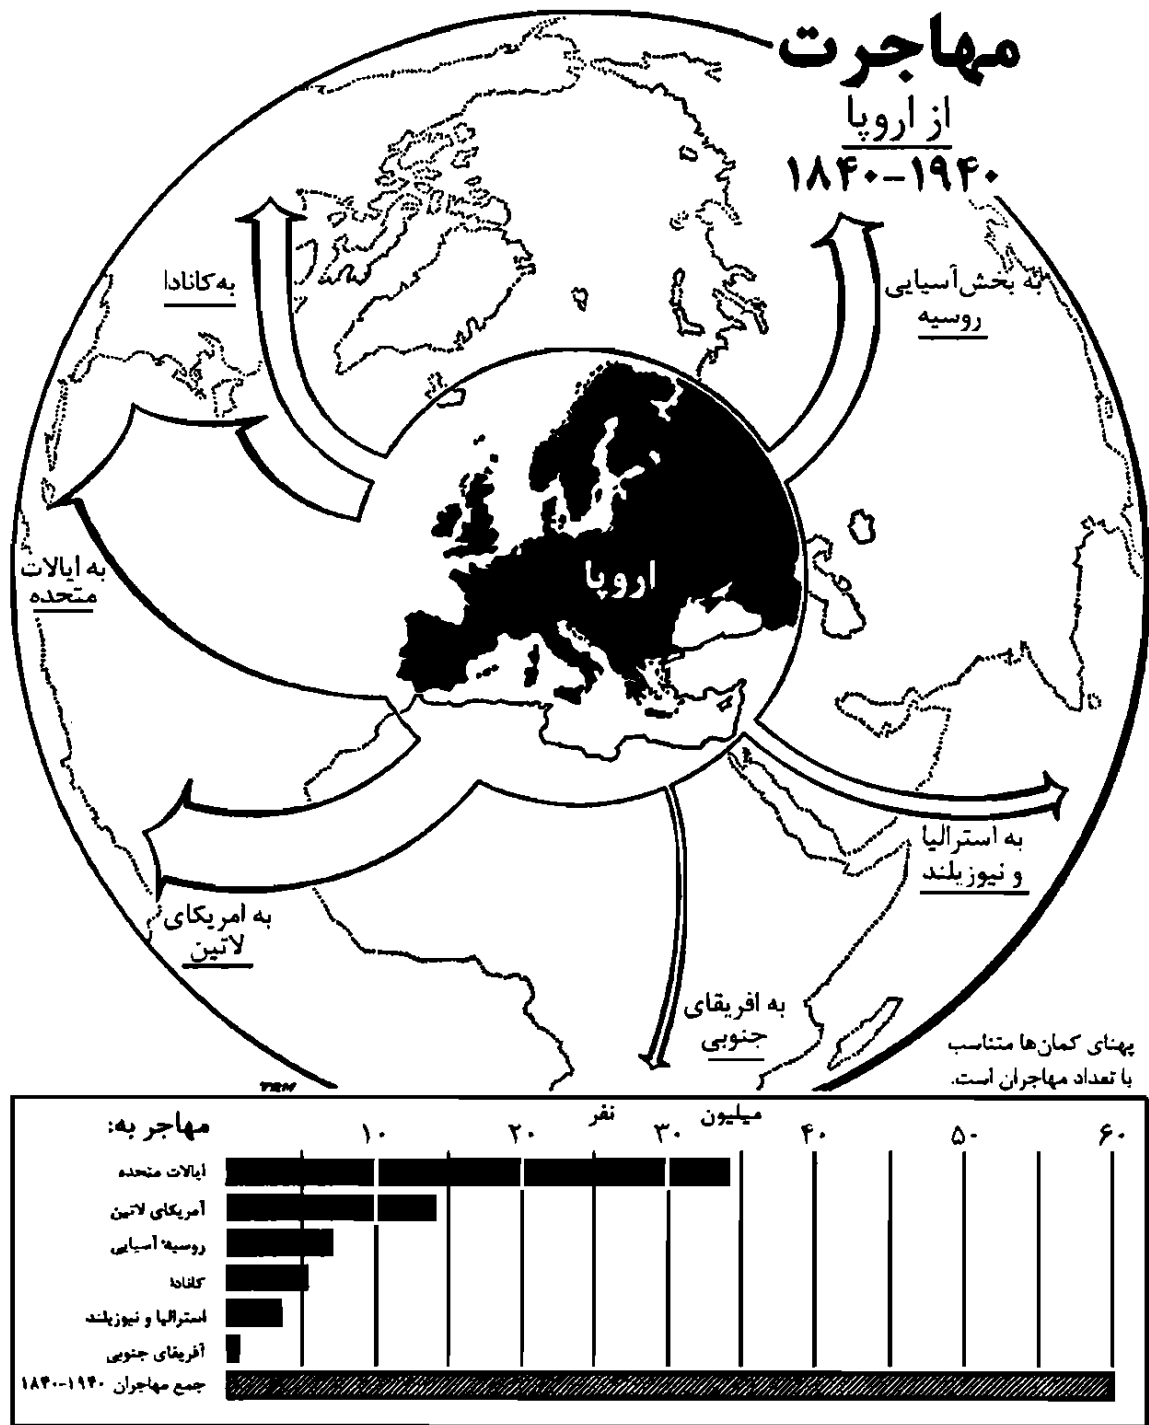 مهاجرت
از اروپا
۱۸۴۰-۱۹۴۰
به کانادا
به بخش آسیایی
روسیه
به ایالات
متحده
اروپا
به استرالیا
و نیوزیلند
به امریکای
لاتین
به افریقای
جنوبی
پهنای کمان‌ها متناسب
با تعداد مهاجران است.
TRM
مهاجر به:
میلیون نفر
۱۰ ۲۰ ۳۰ ۴۰ ۵۰ ۶۰
ایالات متحده
آمریکای لاتین
روسیهٔ آسیایی
کانادا
استرالیا و نیوزیلند
آفریقای جنوبی
جمع مهاجران ۱۹۴۰-۱۸۴۰